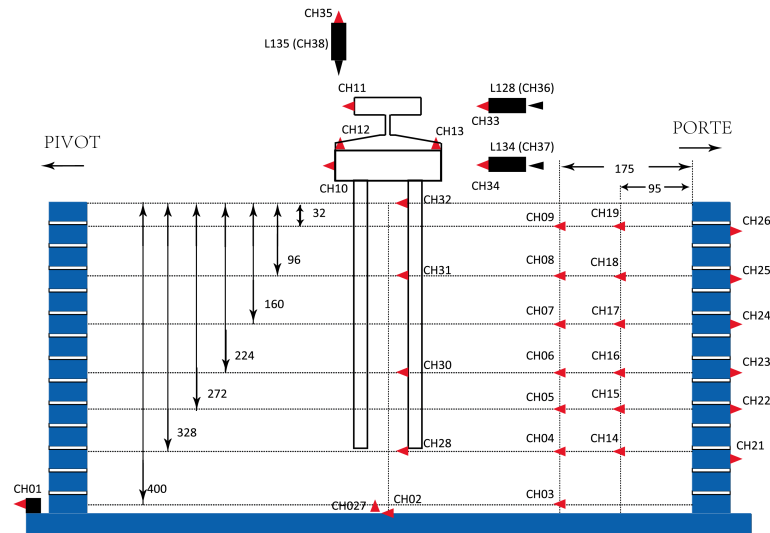 CH35
L135 (CH38)
CH11
L128 (CH36)
CH33
CH12
CH13
PIVOT
PORTE
L134 (CH37)
CH10
CH34
175
95
32
CH32
CH09
CH19
CH26
96
CH31
CH08
CH18
CH25
160
CH07
CH17
CH24
224
CH30
CH06
CH16
CH23
272
CH05
CH15
CH22
328
CH28
CH04
CH14
CH21
400
CH01
CH027
CH02
CH03